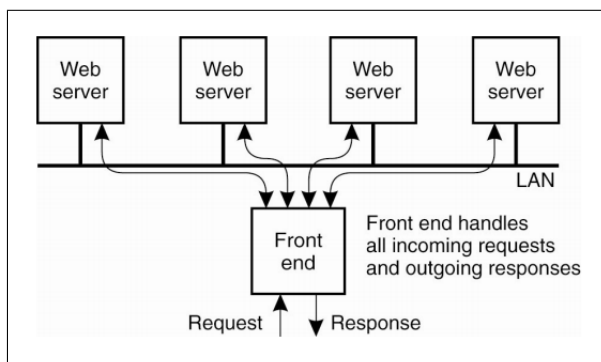 Web
server
Web
server
Web
server
Web
server
LAN
Front
end
Front end handles
all incoming requests
and outgoing responses
Request
Response